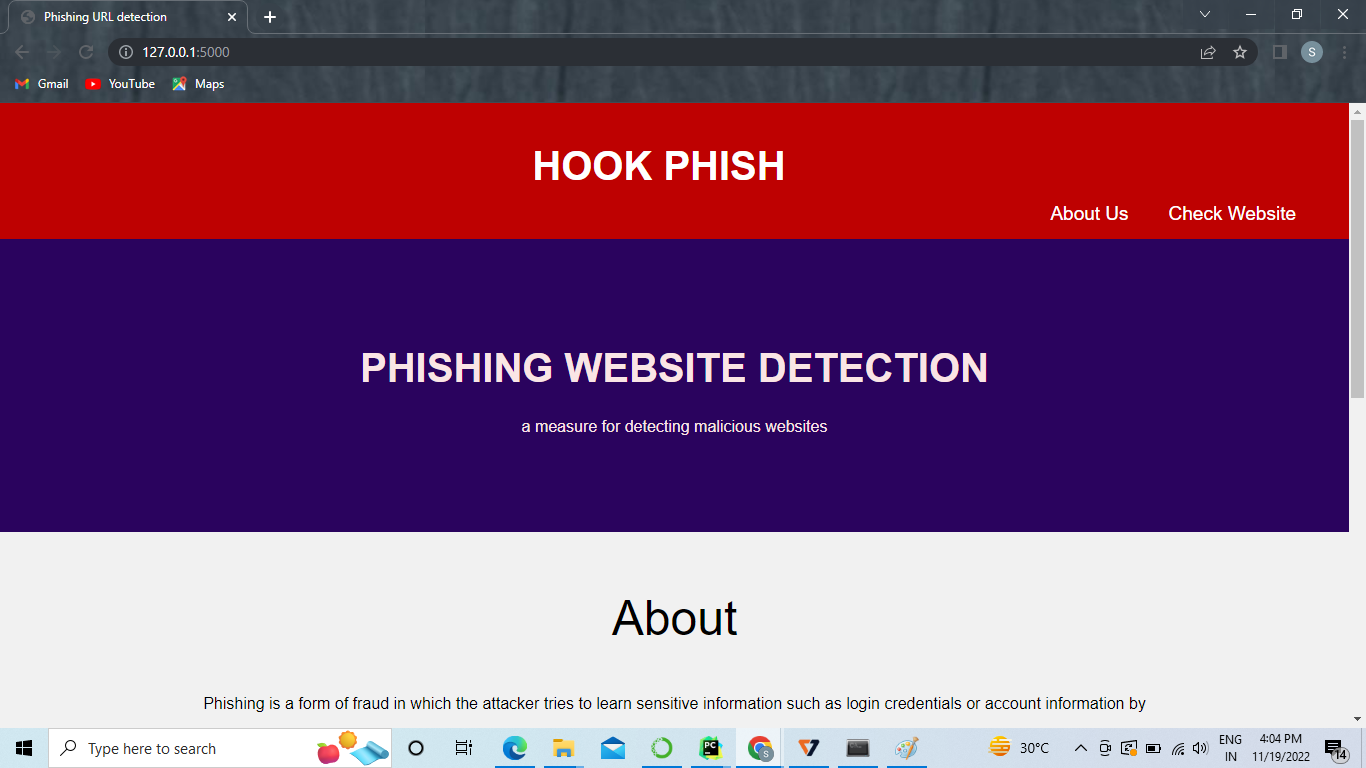 Phishing URL detection
127.0.0.1:5000
S
Gmail
YouTube
Maps
HOOK PHISH
About Us
Check Website
PHISHING WEBSITE DETECTION
a measure for detecting malicious websites
About
Phishing is a form of fraud in which the attacker tries to learn sensitive information such as login credentials or account information by
Type here to search
PC
S
30°C
ENG
IN
4:04 PM
11/19/2022
14